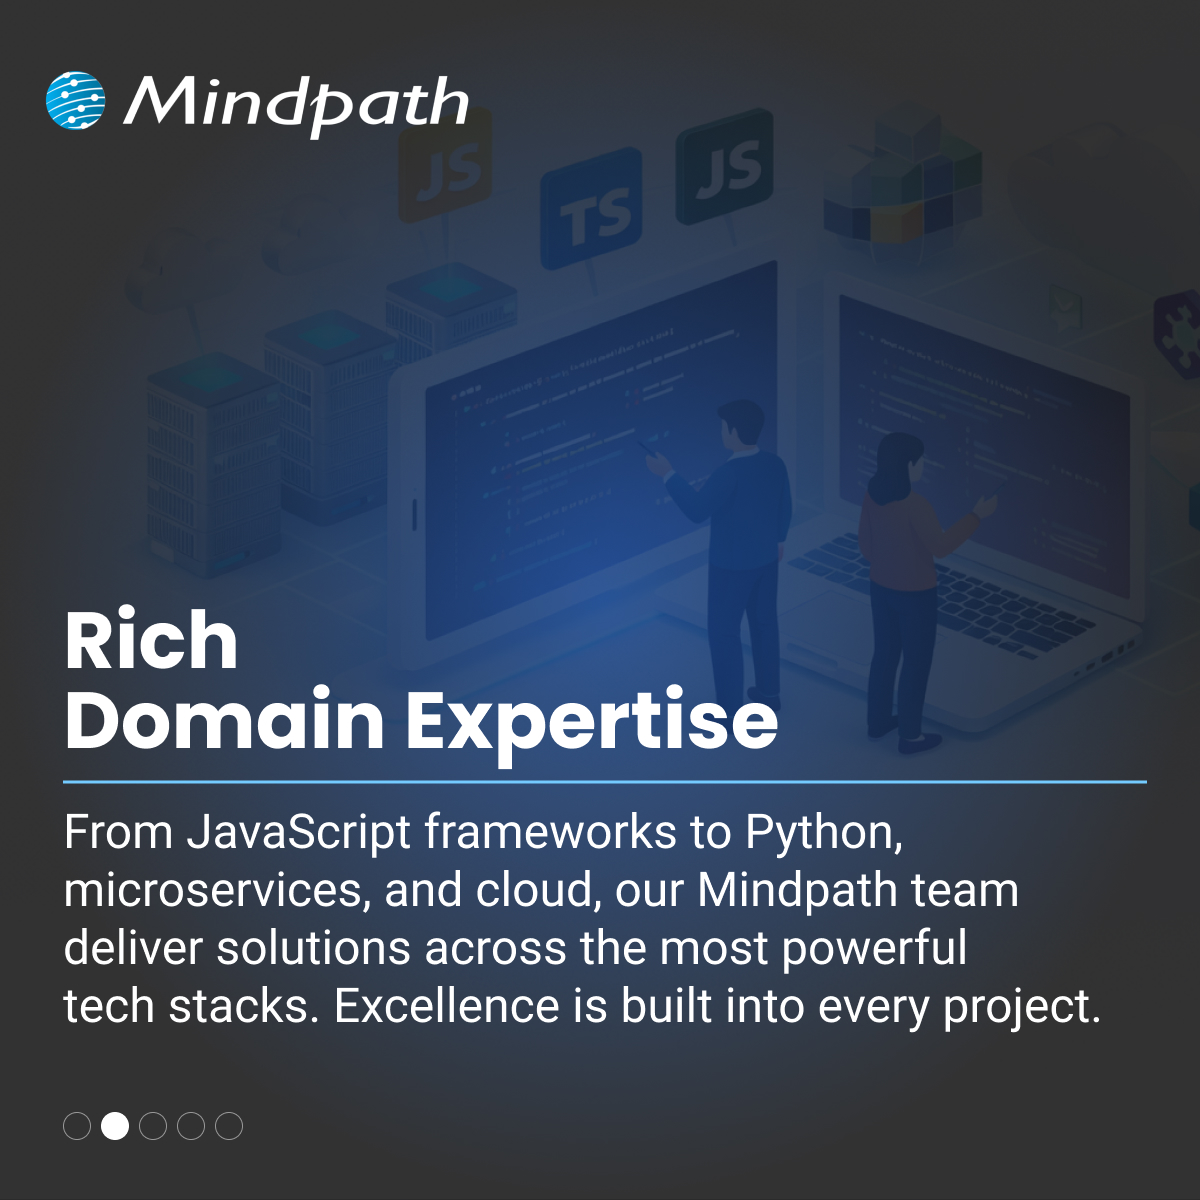 Mindpath
JS
TS
JS
Rich
Domain Expertise
From JavaScript frameworks to Python,
microservices, and cloud, our Mindpath team
deliver solutions across the most powerful
tech stacks. Excellence is built into every project.